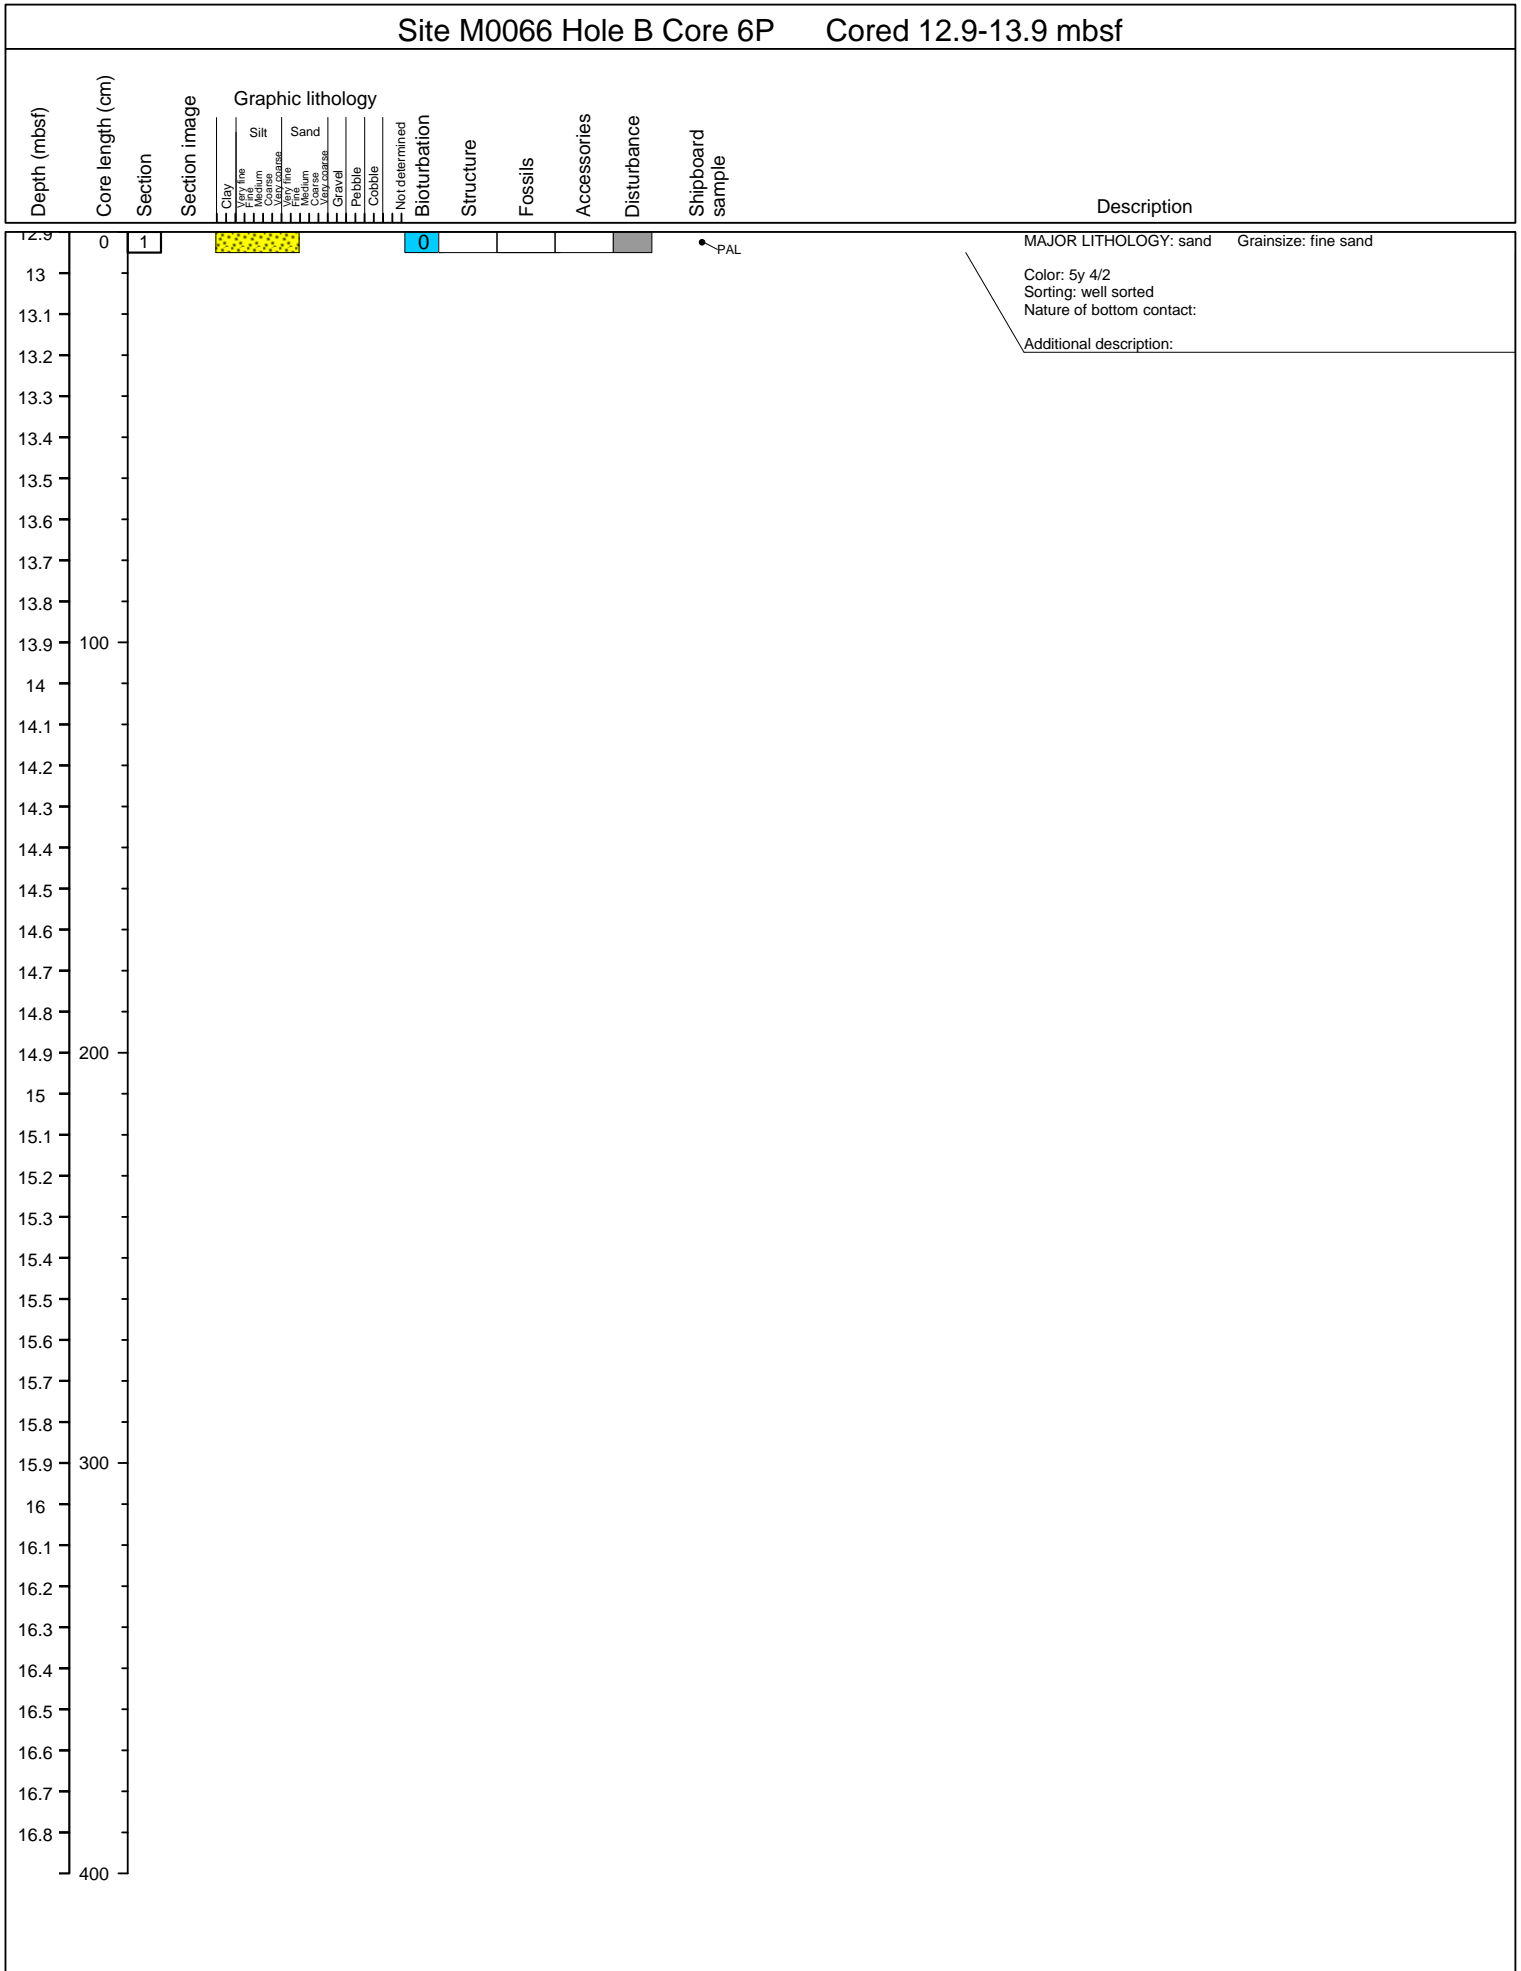 Site M0066 Hole B Core 6P Cored 12.9-13.9 mbsf
Depth (mbsf)
Core length (cm)
Section
Section image
Graphic lithology
Silt
Sand
Clay
Very fine
Fine
Medium
Coarse
Very coarse
Very fine
Fine
Medium
Coarse
Very coarse
Gravel
Pebble
Cobble
Not determined
Bioturbation
Structure
Fossils
Accessories
Disturbance
Shipboard
sample
Description
12.9
0
1
0
PAL
MAJOR LITHOLOGY: sand Grainsize: fine sand
Color: 5y 4/2
Sorting: well sorted
Nature of bottom contact:
Additional description:
13
13.1
13.2
13.3
13.4
13.5
13.6
13.7
13.8
13.9 100
14
14.1
14.2
14.3
14.4
14.5
14.6
14.7
14.8
14.9 200
15
15.1
15.2
15.3
15.4
15.5
15.6
15.7
15.8
15.9 300
16
16.1
16.2
16.3
16.4
16.5
16.6
16.7
16.8
400